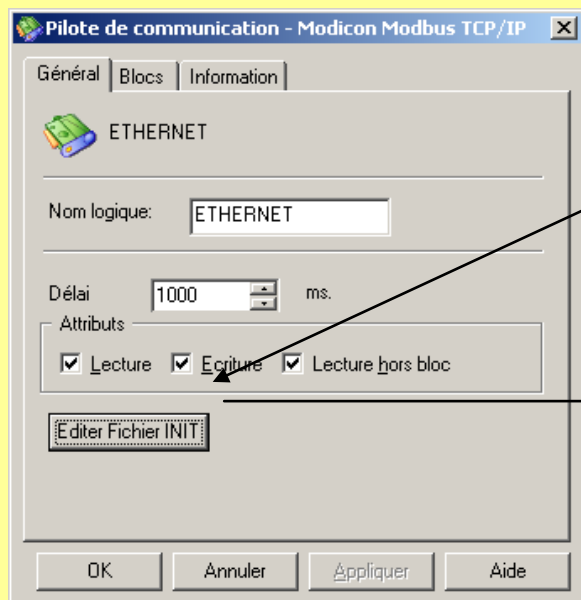 Pilote de communication - Modicon Modbus TCP/IP
Général Blocs Information
ETHERNET
Nom logique: ETHERNET
Délai 1000 ms.
Attributs
Lecture Ecriture Lecture hors bloc
Editer Fichier INIT
OK Annuler Appliquer Aide